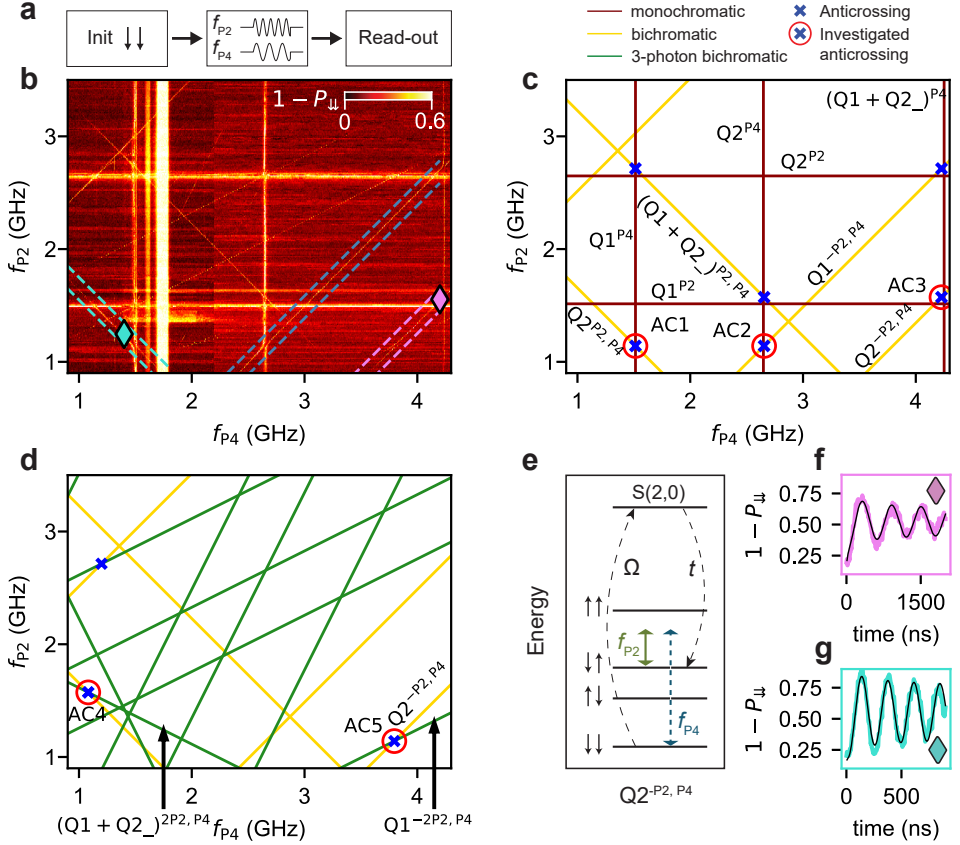 a
Init ↓↓
f_P2
f_P4
Read-out
monochromatic
bichromatic
3-photon bichromatic
Anticrossing
Investigated
anticrossing
b
1 − P_⇊
0
0.6
3
2
1
f_P2 (GHz)
1
2
3
4
f_P4 (GHz)
c
(Q1 + Q2_)^P4
Q2^P4
Q2^P2
(Q1 + Q2_)^P2, P4
Q1^−P2, P4
Q1^P4
Q1^P2
AC3
Q2^P2, P4
AC1
AC2
Q2^−P2, P4
3
2
1
f_P2 (GHz)
1
2
3
4
f_P4 (GHz)
d
3
2
1
f_P2 (GHz)
AC4
AC5
Q2^−P2, P4
1
2
3
4
(Q1 + Q2_)^2P2, P4
f_P4 (GHz)
Q1^−2P2, P4
e
S(2,0)
Ω
t
Energy
↑↑
f_P2
↓↑
↑↓
f_P4
↓↓
Q2^-P2, P4
f
1 − P_⇊
0.75
0.50
0.25
0
1500
time (ns)
g
1 − P_⇊
0.75
0.50
0.25
0
500
time (ns)